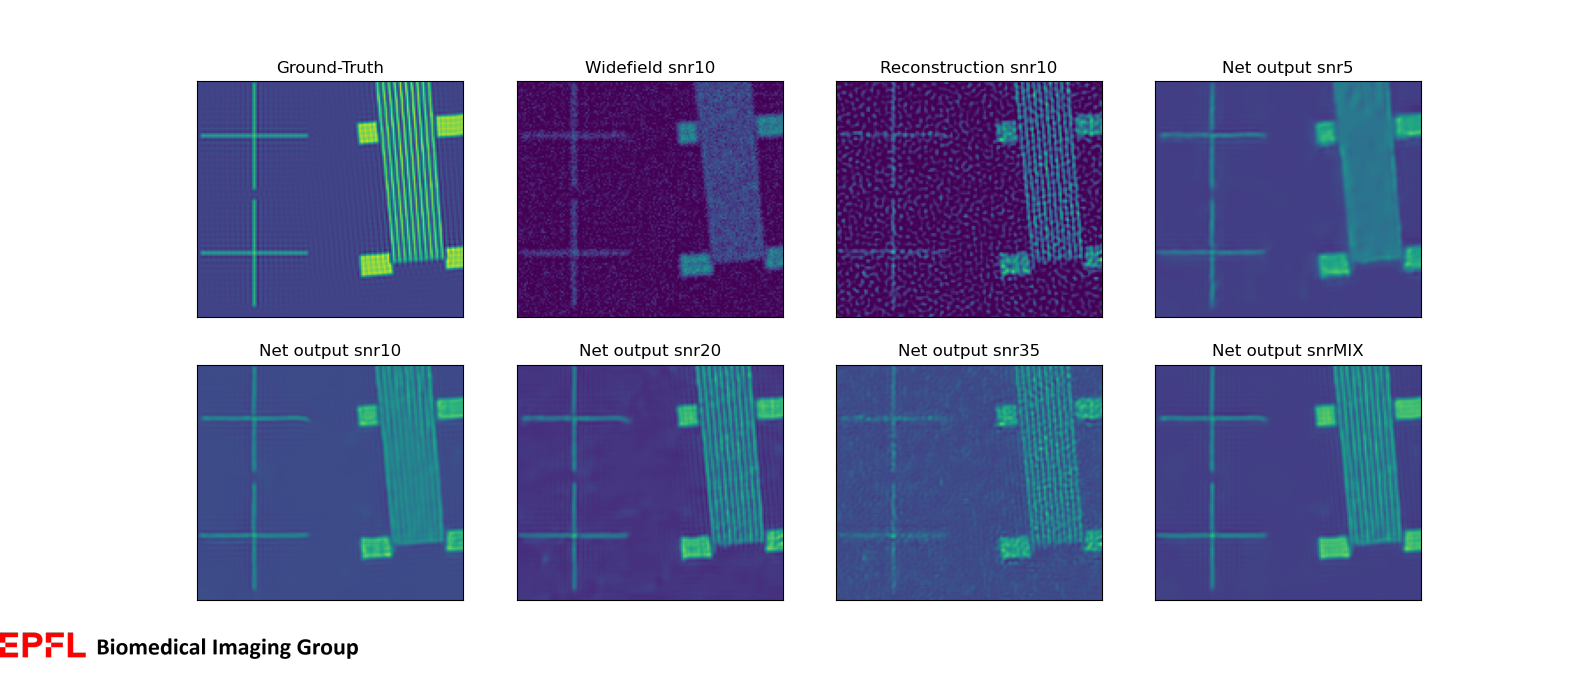 Ground-Truth
Widefield snr10
Reconstruction snr10
Net output snr5
Net output snr10
Net output snr20
Net output snr35
Net output snrMIX
EPFL Biomedical Imaging Group